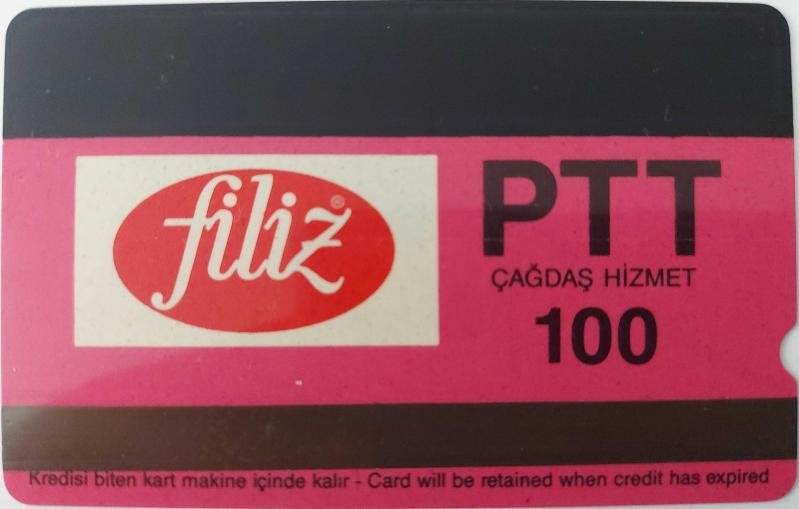 filiz®
PTT
ÇAĞDAŞ HİZMET
100
Kredisi biten kart makine içinde kalır - Card will be retained when credit has expired